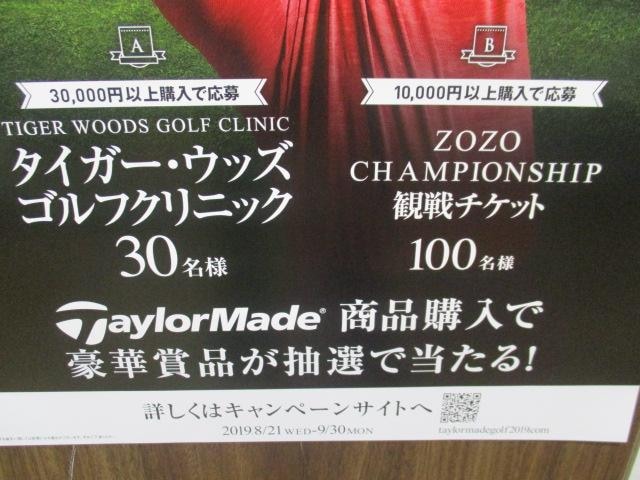 A
30,000円以上購入で応募
TIGER WOODS GOLF CLINIC
タイガー・ウッズ
ゴルフクリニック
30名様
B
10,000円以上購入で応募
ZOZO
CHAMPIONSHIP
観戦チケット
100名様
TaylorMade® 商品購入で
豪華賞品が抽選で当たる!
詳しくはキャンペーンサイトへ
2019.8/21 WED-9/30 MON
taylormadegolf2019.com